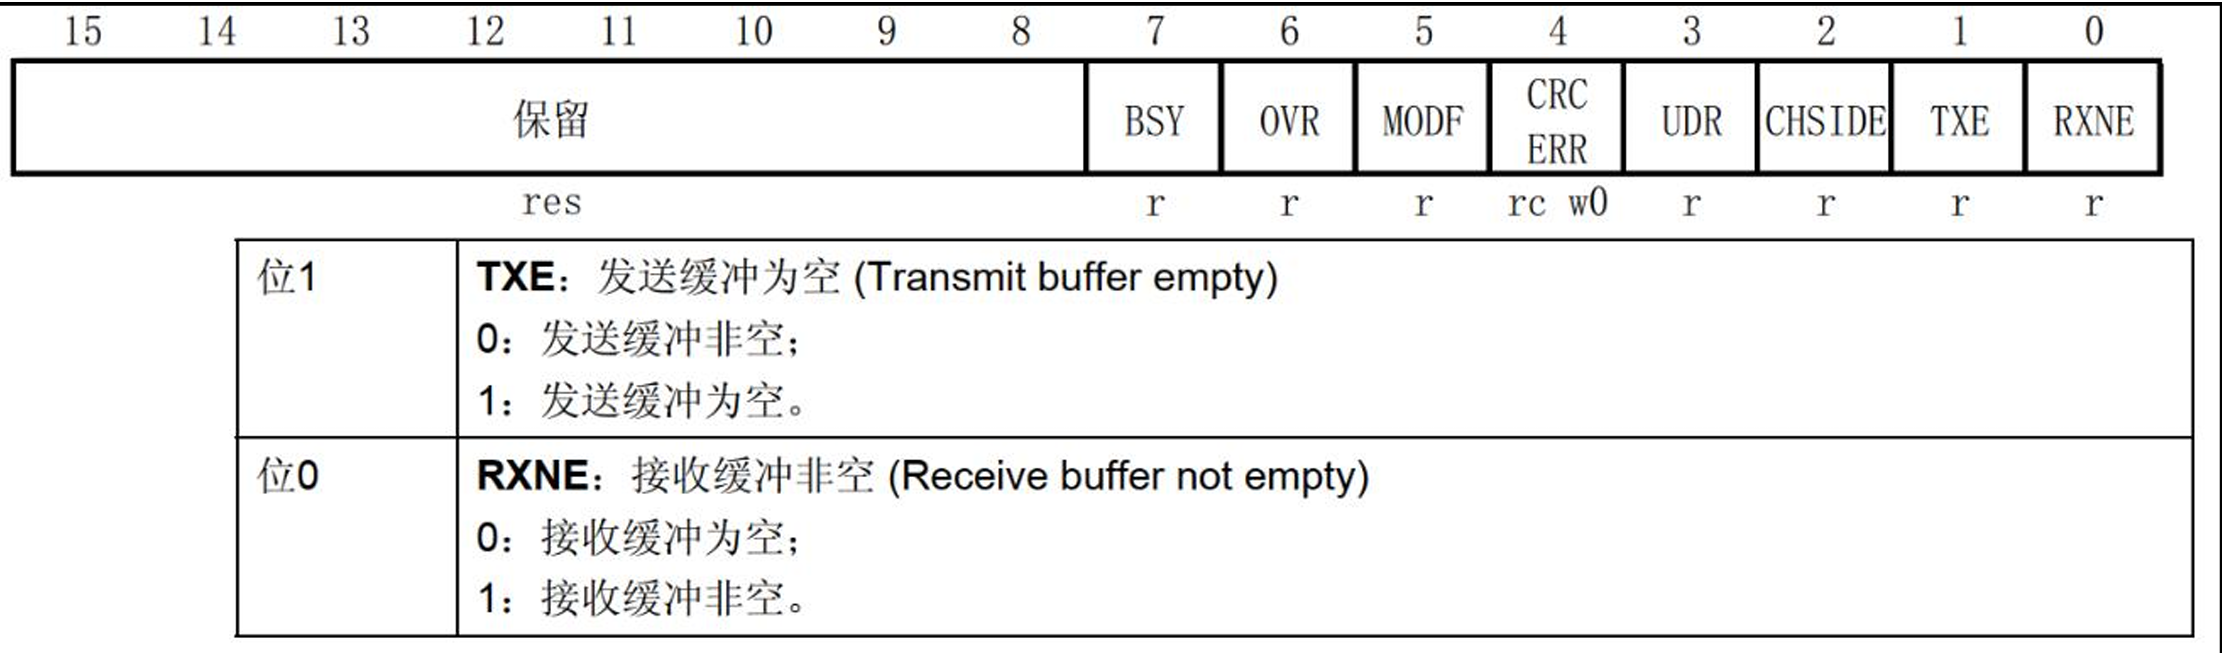 15 14 13 12 11 10 9 8 7 6 5 4 3 2 1 0
保留 BSY OVR MODF CRC ERR UDR CHSIDE TXE RXNE
res r r r rc w0 r r r r
位1 TXE：发送缓冲为空 (Transmit buffer empty)
0：发送缓冲非空；
1：发送缓冲为空。
位0 RXNE：接收缓冲非空 (Receive buffer not empty)
0：接收缓冲为空；
1：接收缓冲非空。